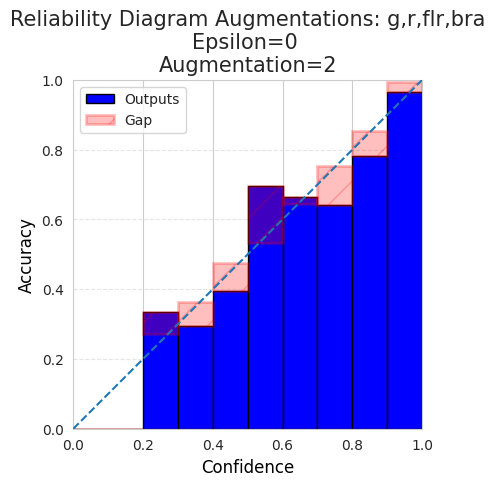 Reliability Diagram Augmentations: g,r,flr,bra
Epsilon=0
Augmentation=2
Outputs
Gap
Accuracy
1.0
0.8
0.6
0.4
0.2
0.0
0.0 0.2 0.4 0.6 0.8 1.0
Confidence